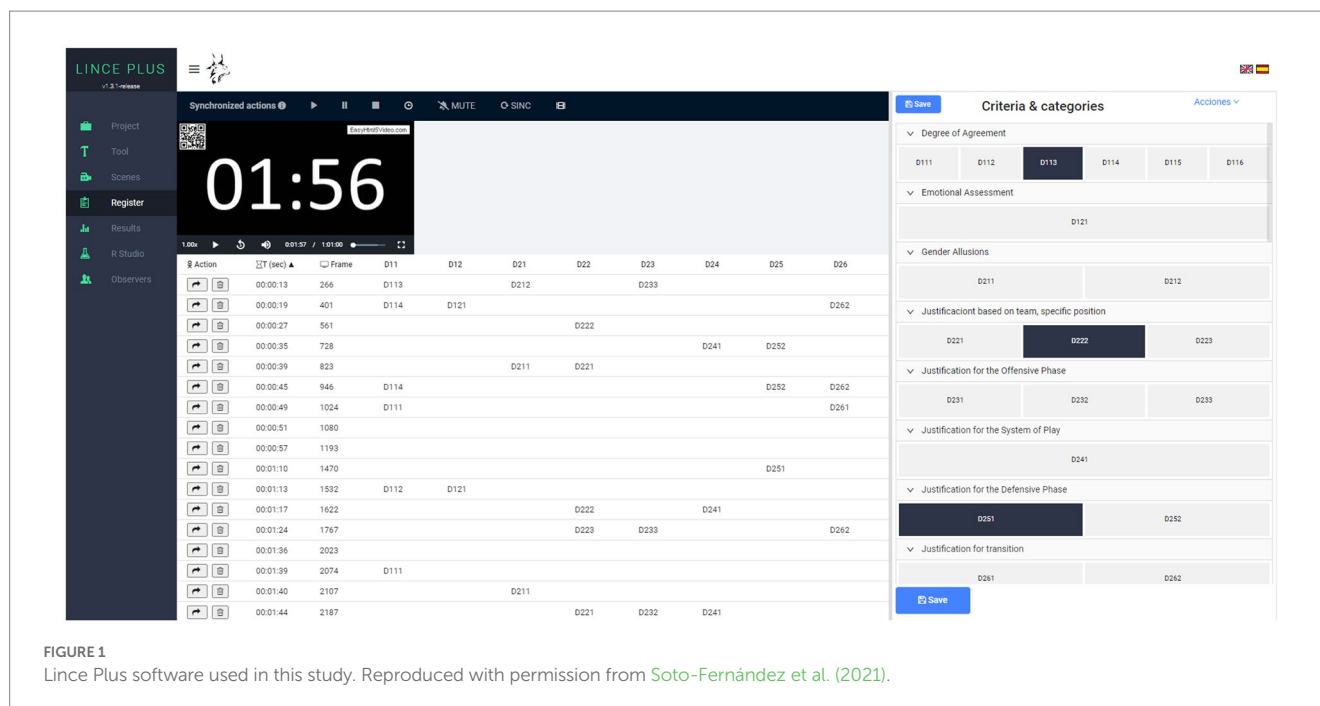 LINCE PLUS
v1.3.1-release
Project
Tool
Scenes
Register
Results
R Studio
Observers
Synchronized actions MUTE SINC
EasyHtml5Video.com
01:56
1.00x 0:01:57 / 1:01:00
Action T (sec) ▲ Frame D11 D12 D21 D22 D23 D24 D25 D26
00:00:13 266 D113 D212 D233
00:00:19 401 D114 D121 D262
00:00:27 561 D222
00:00:35 728 D241 D252
00:00:39 823 D211 D221
00:00:45 946 D114 D252 D262
00:00:49 1024 D111 D261
00:00:51 1080
00:00:57 1193
00:01:10 1470 D251
00:01:13 1532 D112 D121
00:01:17 1622 D222 D241
00:01:24 1767 D223 D233 D262
00:01:36 2023
00:01:39 2074 D111
00:01:40 2107 D211
00:01:44 2187 D221 D232 D241
Save Criteria & categories Acciones
Degree of Agreement
D111 D112 D113 D114 D115 D116
Emotional Assessment
D121
Gender Allusions
D211 D212
Justificaciont based on team, specific position
D221 D222 D223
Justification for the Offensive Phase
D231 D232 D233
Justification for the System of Play
D241
Justification for the Defensive Phase
D251 D252
Justification for transition
D261 D262
Save
FIGURE 1
Lince Plus software used in this study. Reproduced with permission from Soto-Fernández et al. (2021).